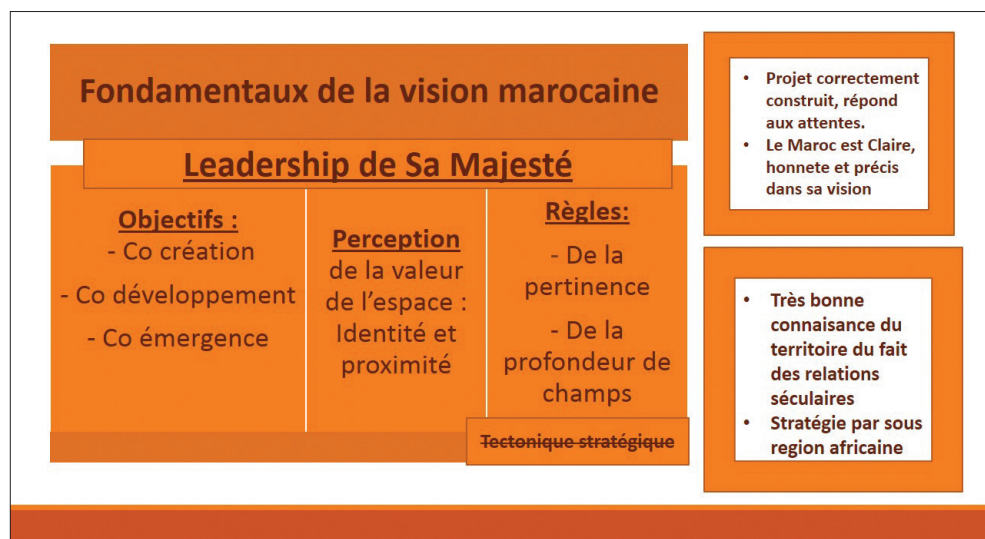 Fondamentaux de la vision marocaine
Leadership de Sa Majesté
Objectifs :
- Co création
- Co développement
- Co émergence
Perception
de la valeur
de l'espace :
Identité et
proximité
Règles:
- De la
pertinence
- De la
profondeur de
champs
Tectonique stratégique
• Projet correctement
construit, répond
aux attentes.
• Le Maroc est Claire,
honnete et précis
dans sa vision
• Très bonne
connaisance du
territoire du fait
des relations
séculaires
• Stratégie par sous
region africaine